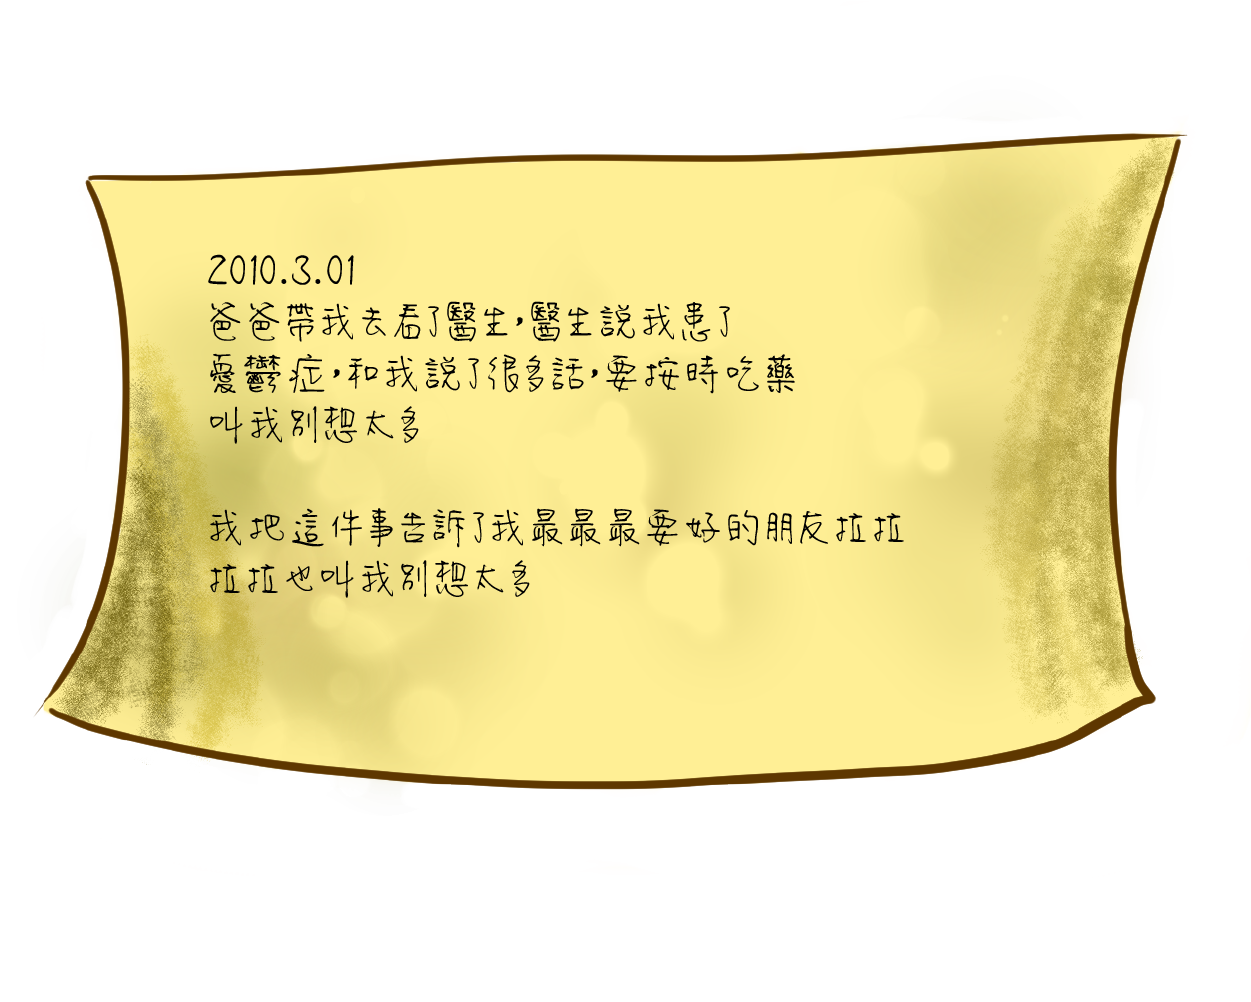 2010.3.01
爸爸帶我去看了醫生,醫生說我患了
憂鬱症,和我說了很多話,要按時吃藥
叫我別想太多
我把這件事告訴了我最最最要好的朋友拉拉
拉拉也叫我別想太多